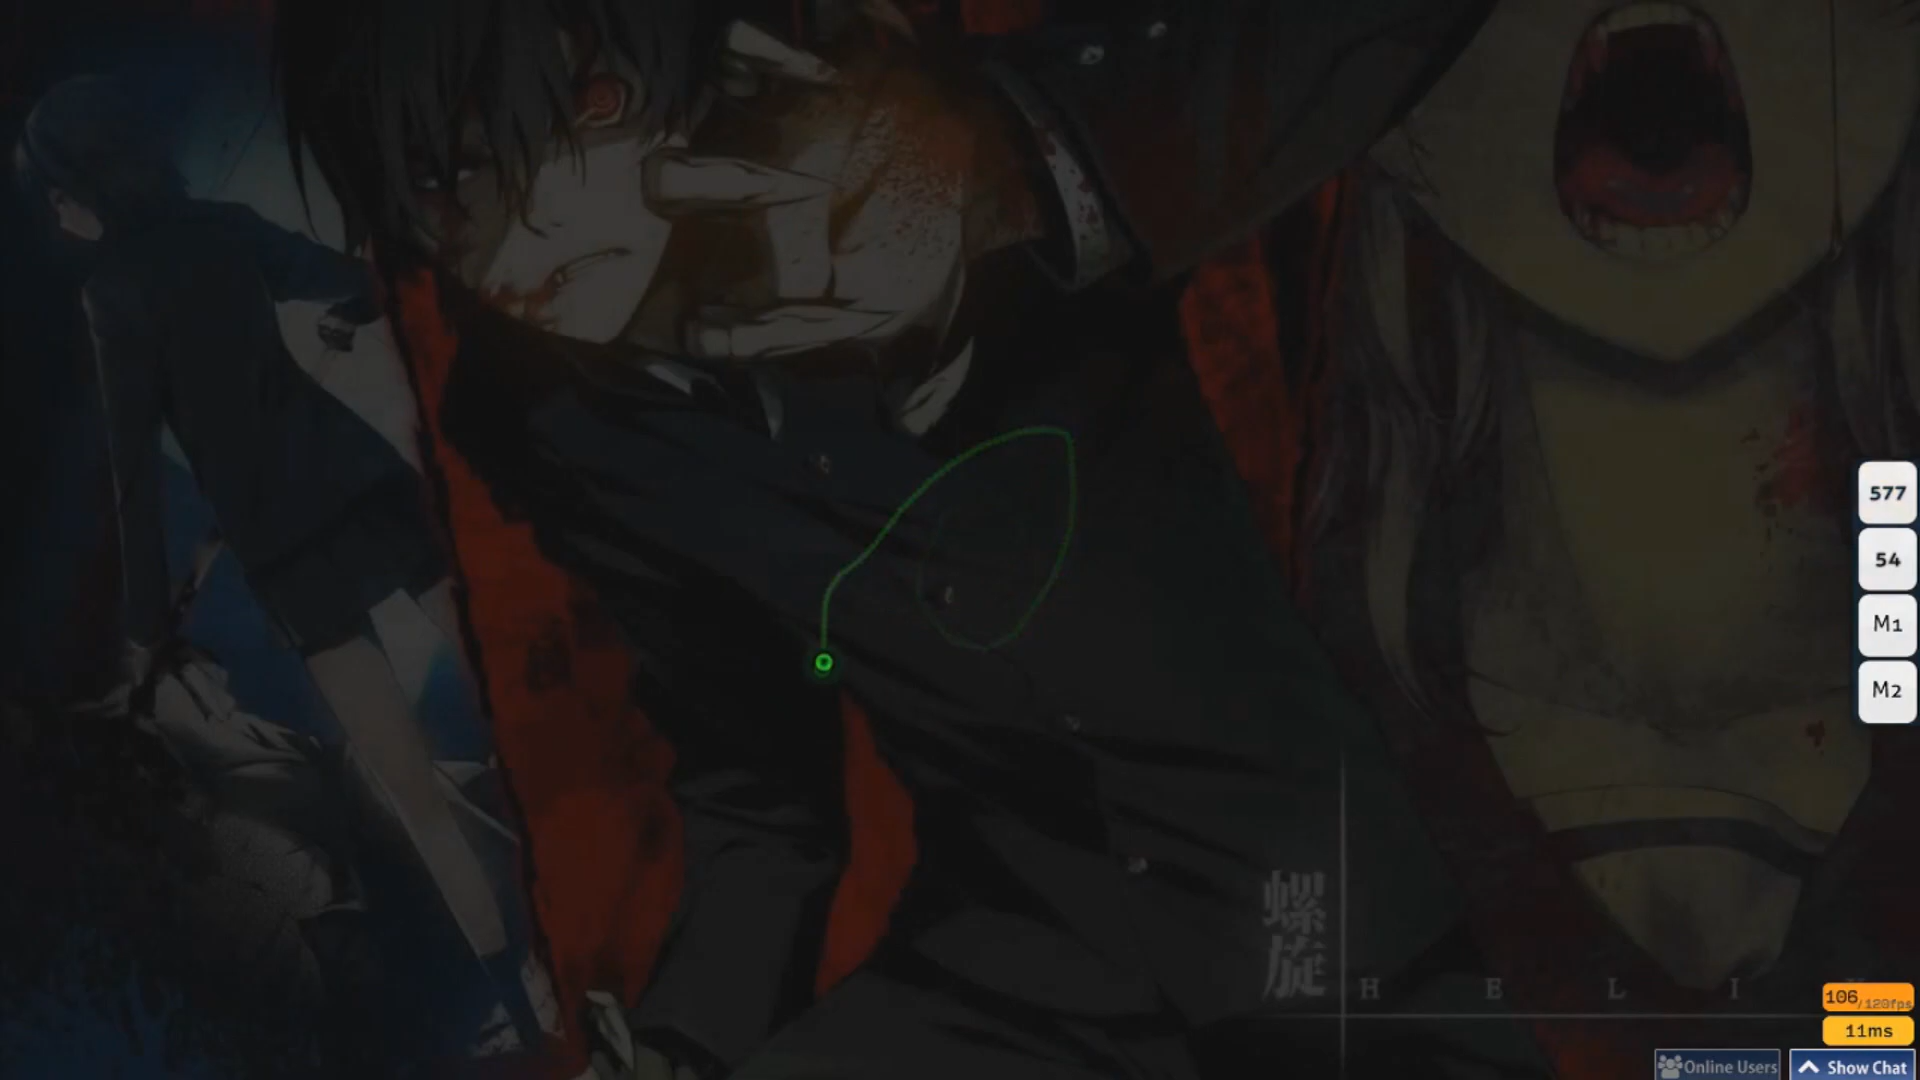 577
54
M1
M2
螺旋
H E L I
106/120fps
11ms
Online Users
Show Chat